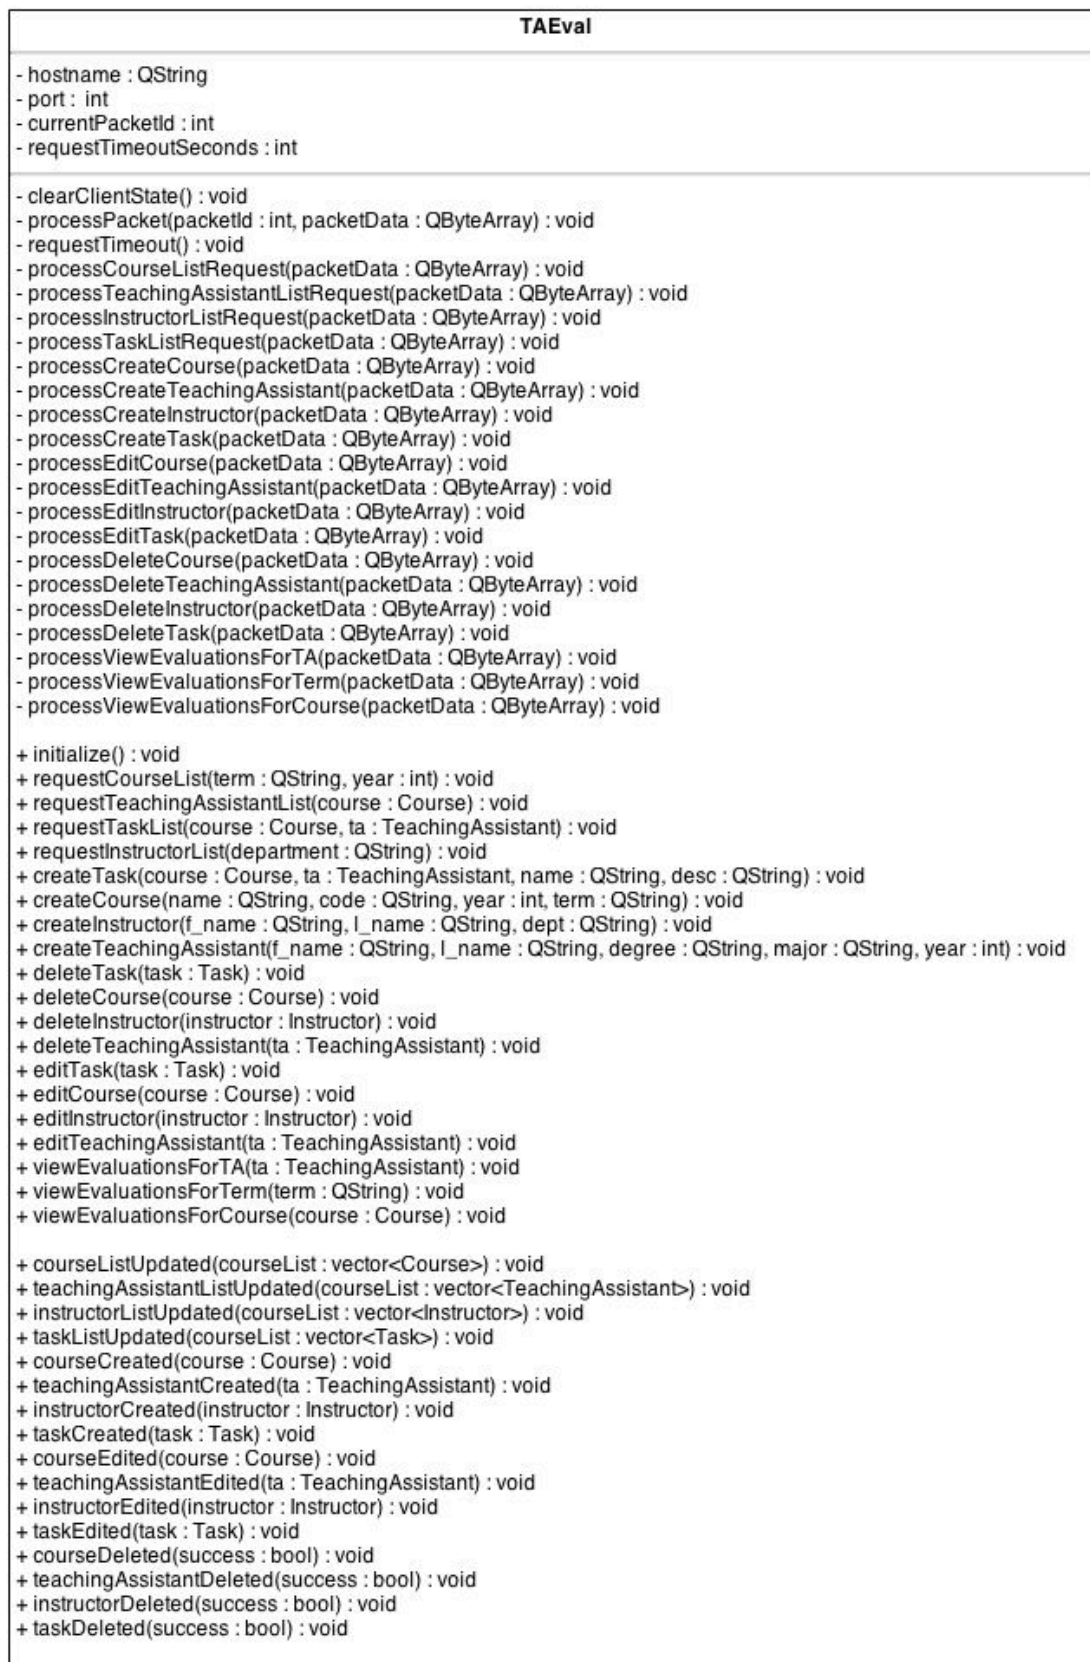 TAEval
- hostname : QString
- port : int
- currentPacketId : int
- requestTimeoutSeconds : int
- clearClientState() : void
- processPacket(packetId : int, packetData : QByteArray) : void
- requestTimeout() : void
- processCourseListRequest(packetData : QByteArray) : void
- processTeachingAssistantListRequest(packetData : QByteArray) : void
- processInstructorListRequest(packetData : QByteArray) : void
- processTaskListRequest(packetData : QByteArray) : void
- processCreateCourse(packetData : QByteArray) : void
- processCreateTeachingAssistant(packetData : QByteArray) : void
- processCreateInstructor(packetData : QByteArray) : void
- processCreateTask(packetData : QByteArray) : void
- processEditCourse(packetData : QByteArray) : void
- processEditTeachingAssistant(packetData : QByteArray) : void
- processEditInstructor(packetData : QByteArray) : void
- processEditTask(packetData : QByteArray) : void
- processDeleteCourse(packetData : QByteArray) : void
- processDeleteTeachingAssistant(packetData : QByteArray) : void
- processDeleteInstructor(packetData : QByteArray) : void
- processDeleteTask(packetData : QByteArray) : void
- processViewEvaluationsForTA(packetData : QByteArray) : void
- processViewEvaluationsForTerm(packetData : QByteArray) : void
- processViewEvaluationsForCourse(packetData : QByteArray) : void
+ initialize() : void
+ requestCourseList(term : QString, year : int) : void
+ requestTeachingAssistantList(course : Course) : void
+ requestTaskList(course : Course, ta : TeachingAssistant) : void
+ requestInstructorList(department : QString) : void
+ createTask(course : Course, ta : TeachingAssistant, name : QString, desc : QString) : void
+ createCourse(name : QString, code : QString, year : int, term : QString) : void
+ createInstructor(f_name : QString, l_name : QString, dept : QString) : void
+ createTeachingAssistant(f_name : QString, l_name : QString, degree : QString, major : QString, year : int) : void
+ deleteTask(task : Task) : void
+ deleteCourse(course : Course) : void
+ deleteInstructor(instructor : Instructor) : void
+ deleteTeachingAssistant(ta : TeachingAssistant) : void
+ editTask(task : Task) : void
+ editCourse(course : Course) : void
+ editInstructor(instructor : Instructor) : void
+ editTeachingAssistant(ta : TeachingAssistant) : void
+ viewEvaluationsForTA(ta : TeachingAssistant) : void
+ viewEvaluationsForTerm(term : QString) : void
+ viewEvaluationsForCourse(course : Course) : void
+ courseListUpdated(courseList : vector<Course>) : void
+ teachingAssistantListUpdated(courseList : vector<TeachingAssistant>) : void
+ instructorListUpdated(courseList : vector<Instructor>) : void
+ taskListUpdated(courseList : vector<Task>) : void
+ courseCreated(course : Course) : void
+ teachingAssistantCreated(ta : TeachingAssistant) : void
+ instructorCreated(instructor : Instructor) : void
+ taskCreated(task : Task) : void
+ courseEdited(course : Course) : void
+ teachingAssistantEdited(ta : TeachingAssistant) : void
+ instructorEdited(instructor : Instructor) : void
+ taskEdited(task : Task) : void
+ courseDeleted(success : bool) : void
+ teachingAssistantDeleted(success : bool) : void
+ instructorDeleted(success : bool) : void
+ taskDeleted(success : bool) : void